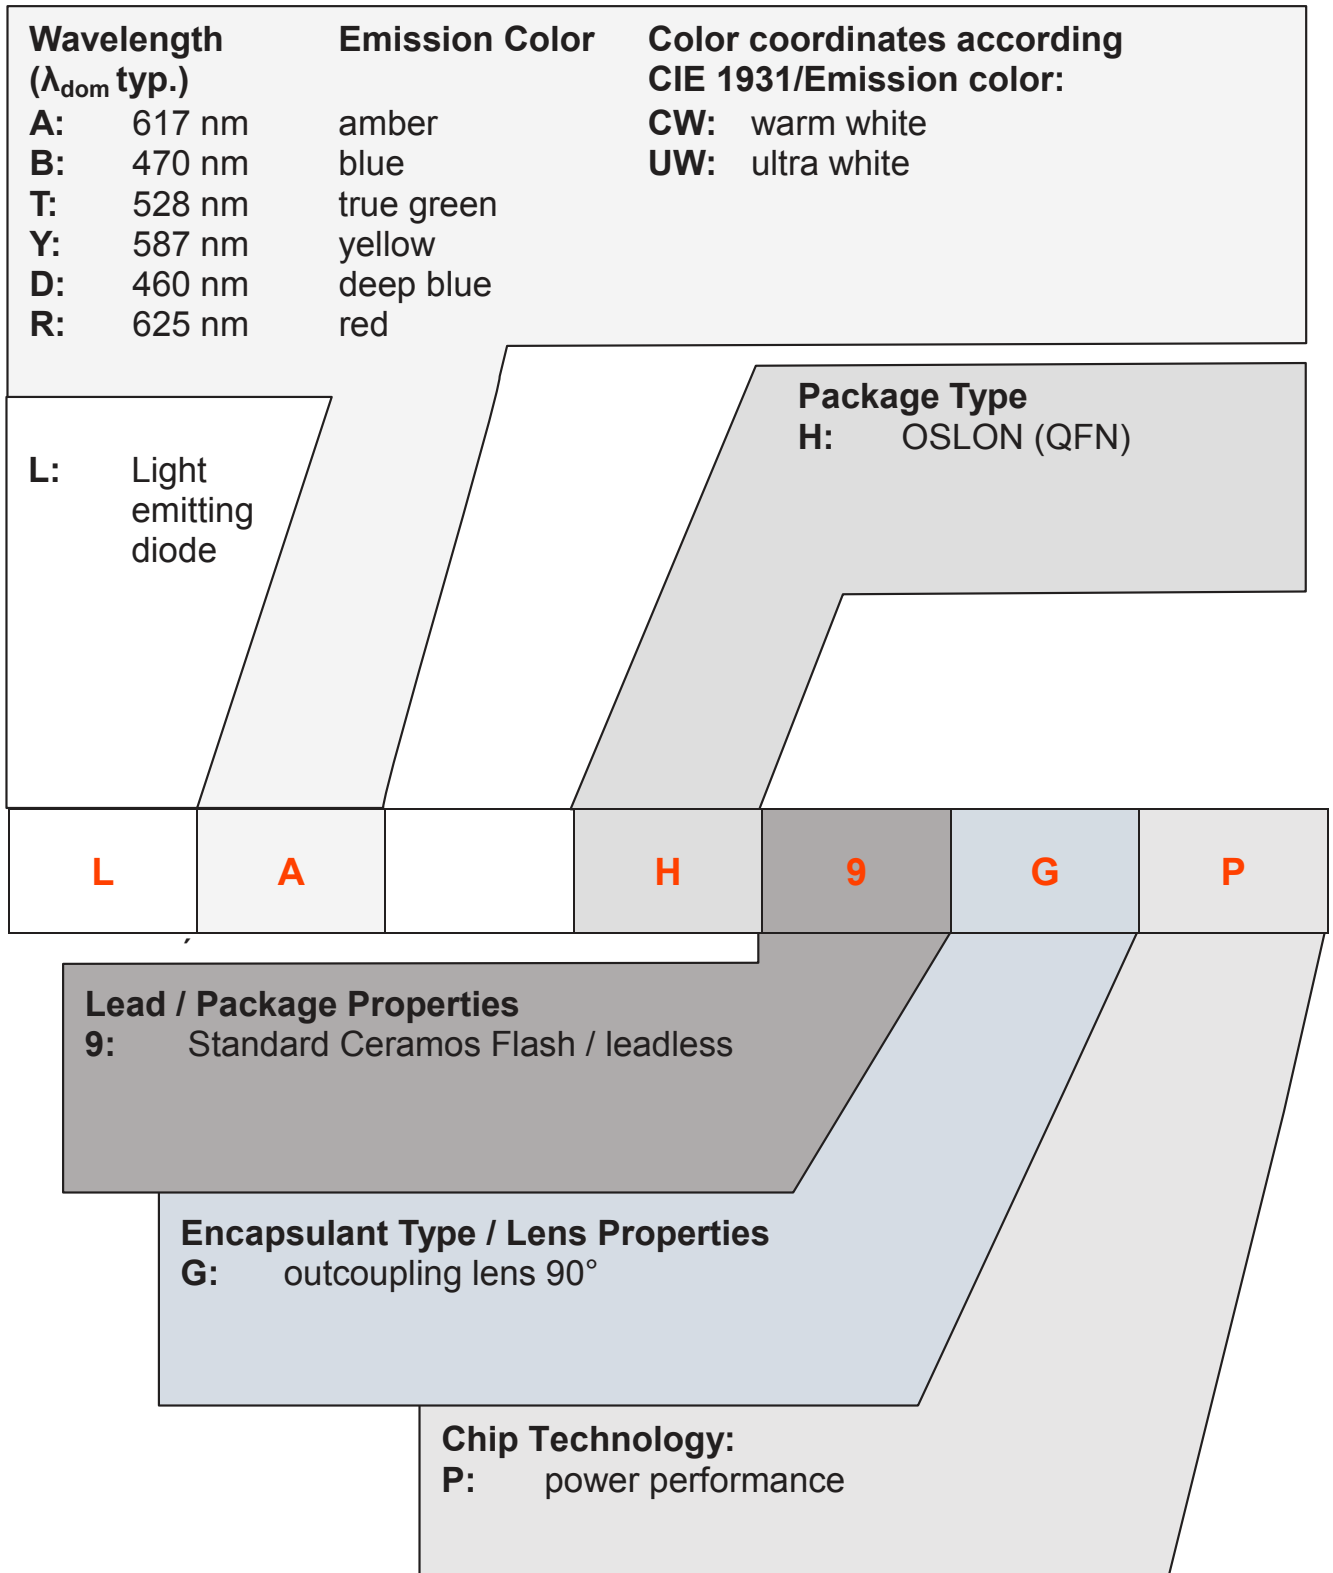 Wavelength Emission Color Color coordinates according
(λdom typ.) CIE 1931/Emission color:
A: 617 nm amber CW: warm white
B: 470 nm blue UW: ultra white
T: 528 nm true green
Y: 587 nm yellow
D: 460 nm deep blue
R: 625 nm red
Package Type
H: OSLON (QFN)
L: Light
emitting
diode
L A H 9 G P
Lead / Package Properties
9: Standard Ceramos Flash / leadless
Encapsulant Type / Lens Properties
G: outcoupling lens 90°
Chip Technology:
P: power performance